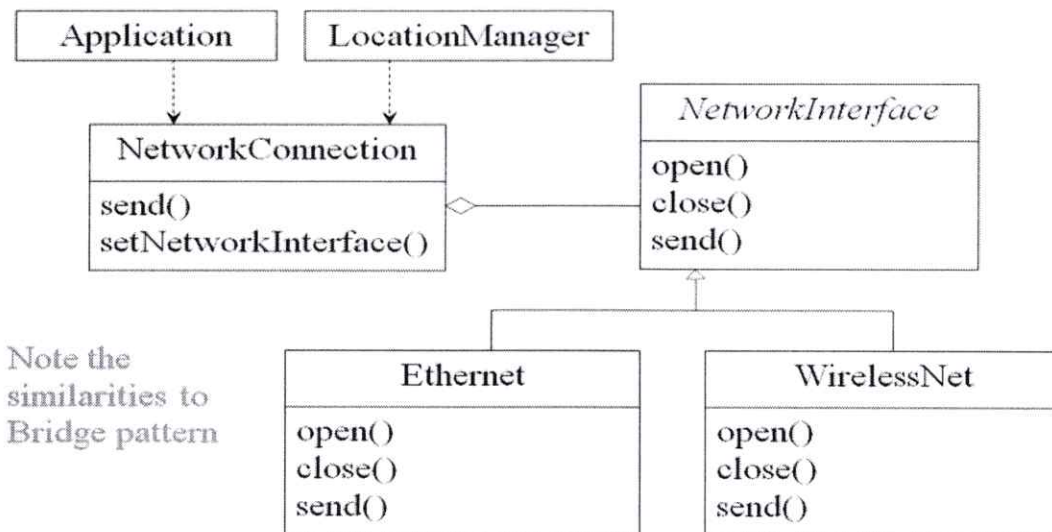 Application
LocationManager
NetworkInterface
open()
close()
send()
NetworkConnection
send()
setNetworkInterface()
Note the
similarities to
Bridge pattern
Ethernet
open()
close()
send()
WirelessNet
open()
close()
send()